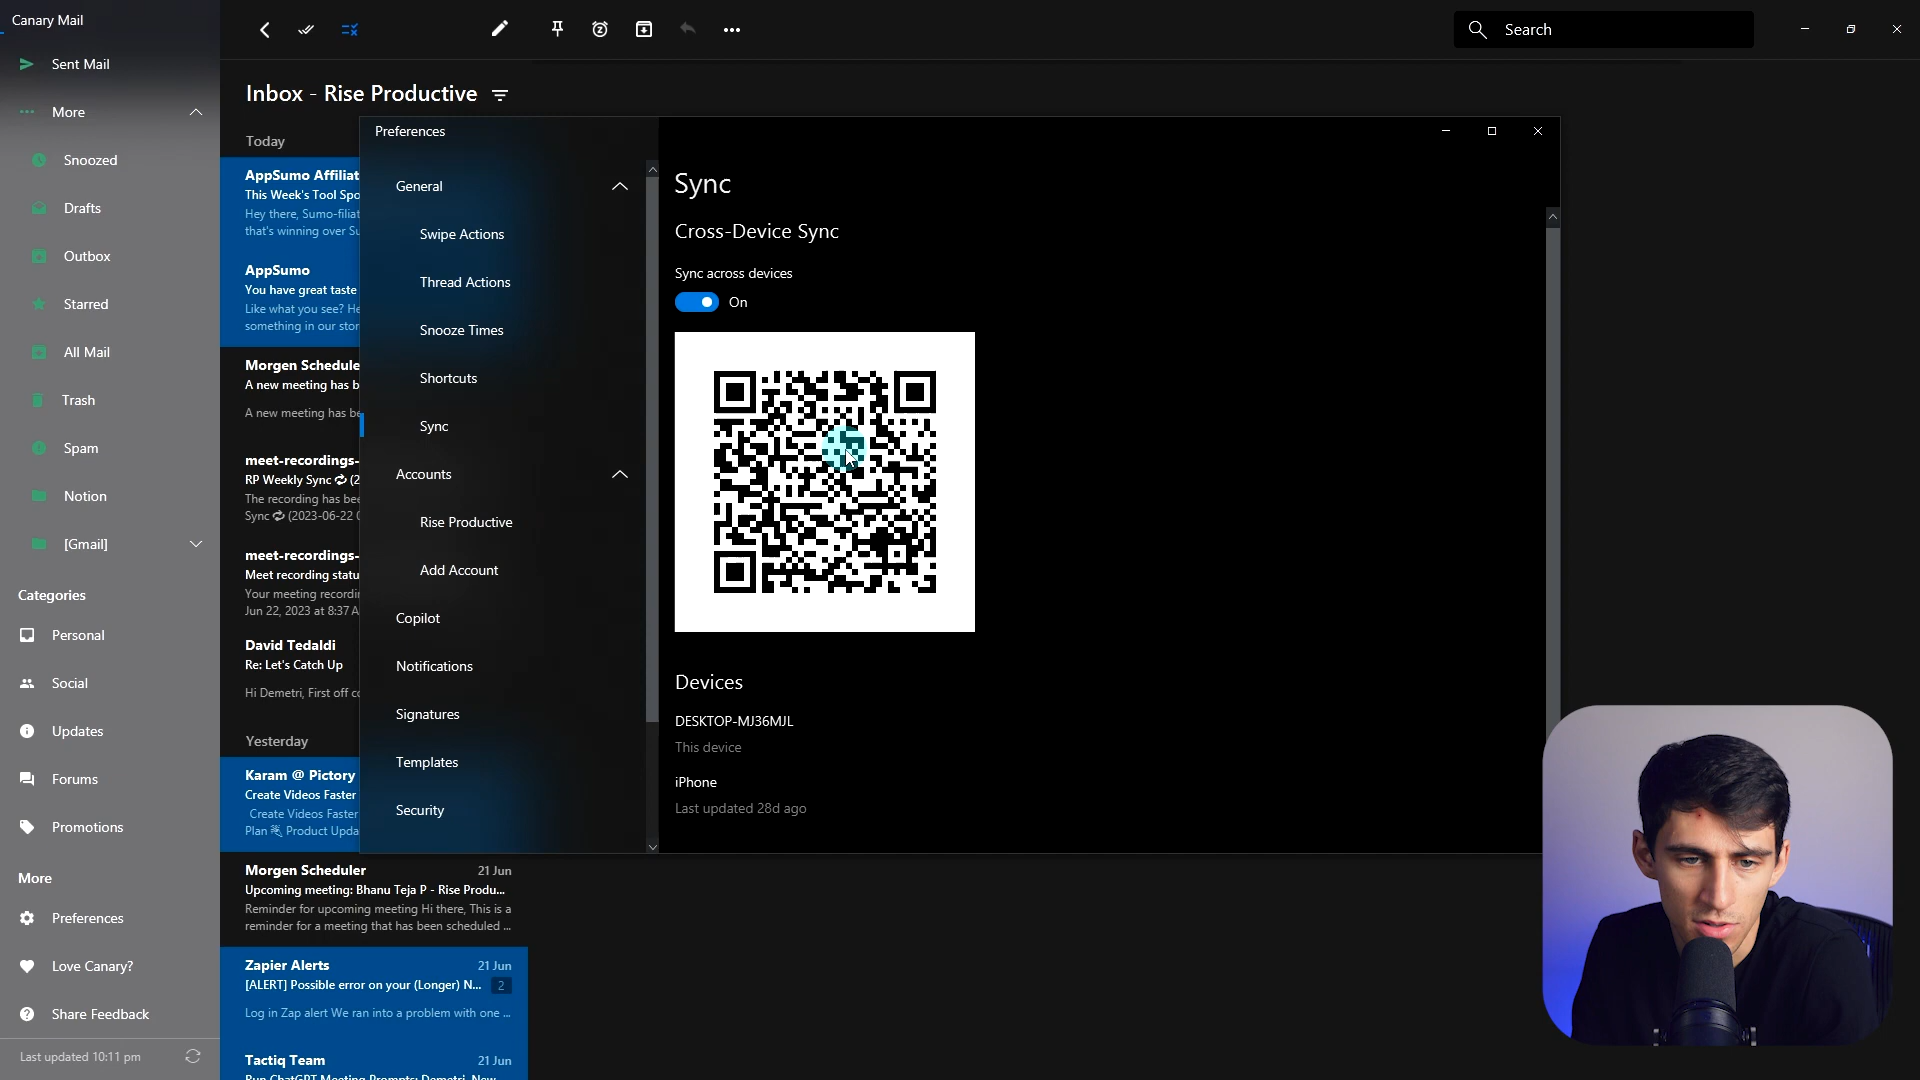 Canary Mail
Sent Mail
More
Snoozed
Drafts
Outbox
Starred
All Mail
Trash
Spam
Notion
[Gmail]
Categories
Personal
Social
Updates
Forums
Promotions
More
Preferences
Love Canary?
Share Feedback
Last updated 10:11 pm
Search
Inbox - Rise Productive
Today
AppSumo Affiliat
This Week's Tool Spo
Hey there, Sumo-filiat
that's winning over Su
AppSumo
You have great taste
Like what you see? He
something in our stor
Morgen Schedule
A new meeting has b
A new meeting has be
meet-recordings-
RP Weekly Sync (2
The recording has bee
Sync (2023-06-22 0
meet-recordings-
Meet recording statu
Your meeting recordi
Jun 22, 2023 at 8:37 A
David Tedaldi
Re: Let's Catch Up
Hi Demetri, First off co
Yesterday
Karam @ Pictory
Create Videos Faster
Create Videos Faster
Plan Product Upda
Morgen Scheduler 21 Jun
Upcoming meeting: Bhanu Teja P - Rise Produ...
Reminder for upcoming meeting Hi there, This is a
reminder for a meeting that has been scheduled ...
Zapier Alerts 21 Jun
[ALERT] Possible error on your (Longer) N... 2
Log in Zap alert We ran into a problem with one ...
Tactiq Team 21 Jun
Run ChatGPT Meeting Prompts: Demetri, New
Preferences
General
Swipe Actions
Thread Actions
Snooze Times
Shortcuts
Sync
Accounts
Rise Productive
Add Account
Copilot
Notifications
Signatures
Templates
Security
Sync
Cross-Device Sync
Sync across devices
On
Devices
DESKTOP-MJ36MJL
This device
iPhone
Last updated 28d ago